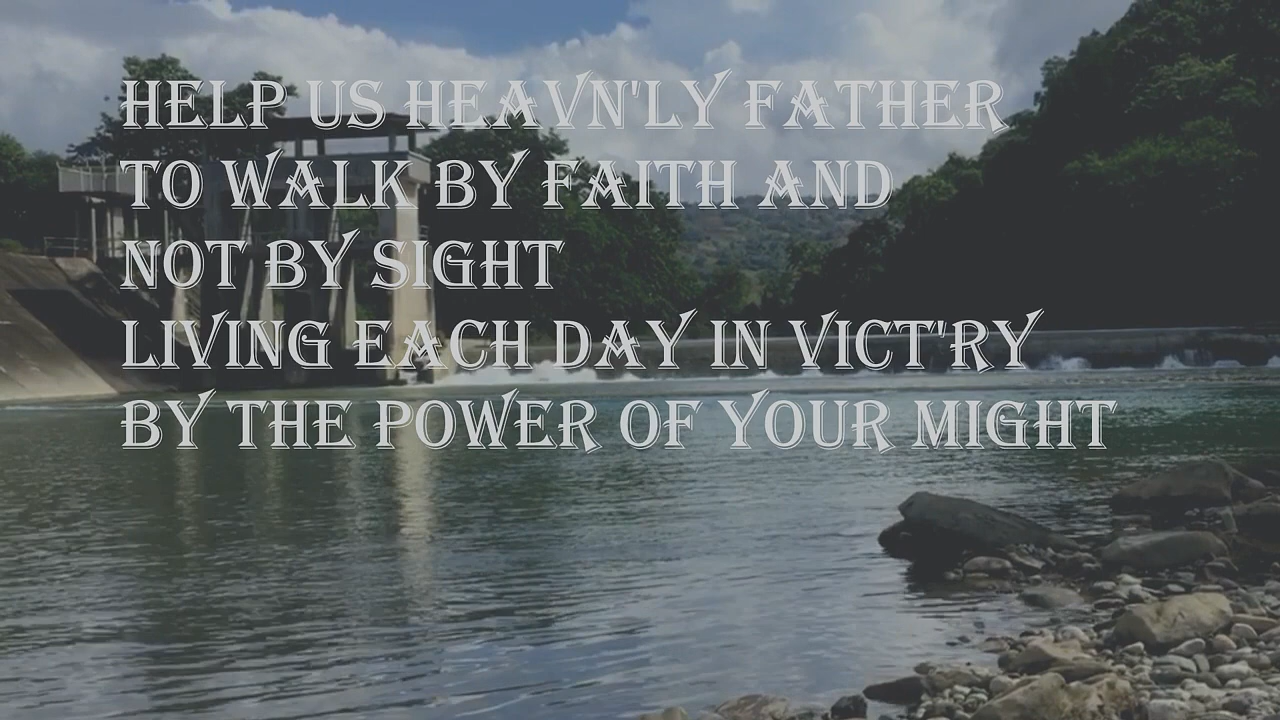 HELP US HEAVN'LY FATHER
TO WALK BY FAITH AND
NOT BY SIGHT
LIVING EACH DAY IN VICT'RY
BY THE POWER OF YOUR MIGHT